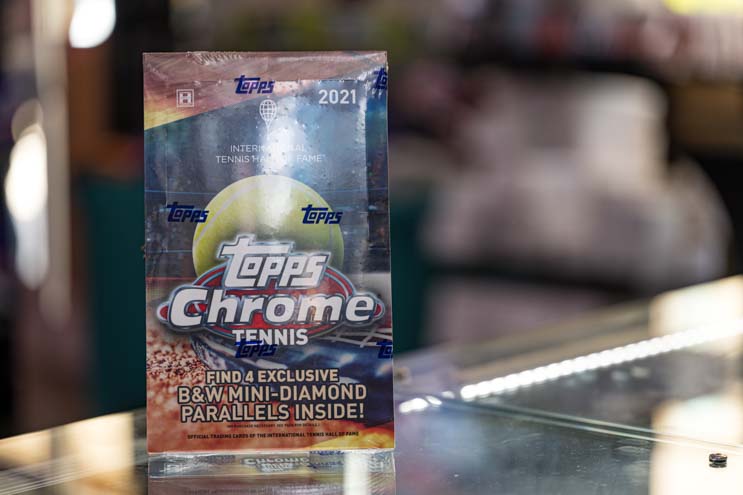 Topps
H
2021
INTERNATIONAL
TENNIS HALL OF FAME
Topps
Topps
Topps
Chrome
TENNIS
Topps
FIND 4 EXCLUSIVE
B&W MINI-DIAMOND
PARALLELS INSIDE!
OFFICIAL TRADING CARDS OF THE INTERNATIONAL TENNIS HALL OF FAME
Chrome